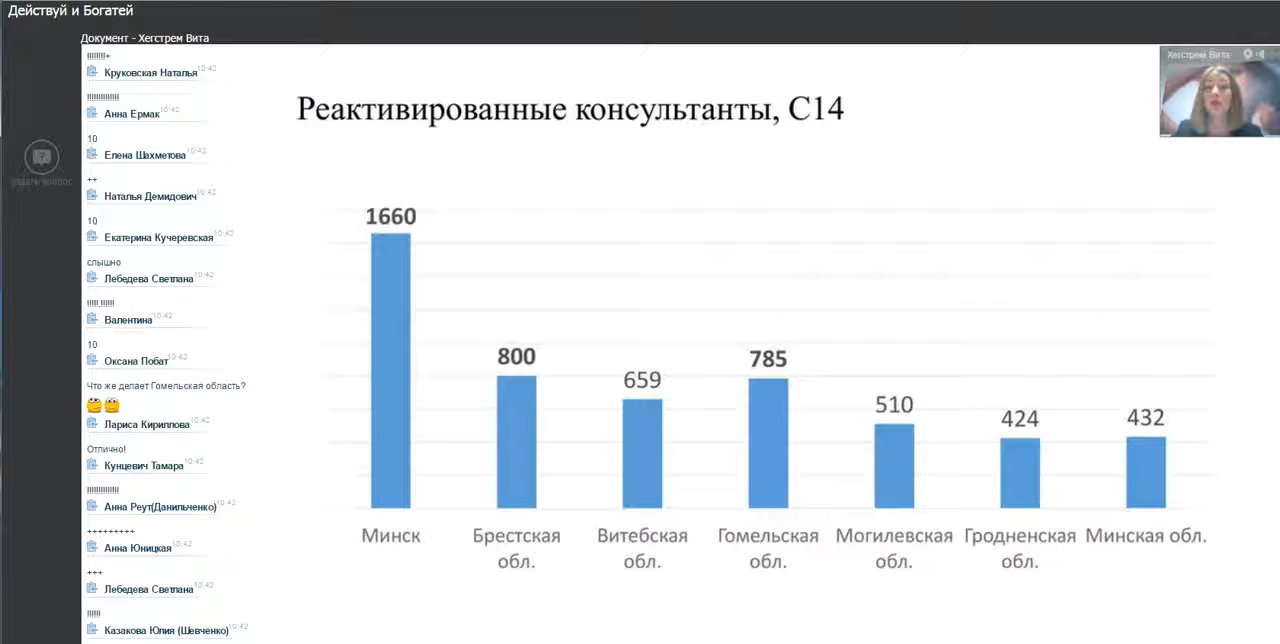 Действуй и Богатей
Документ - Хегстрем Вита
!!!!!!!!+
Круковская Наталья 10:42
!!!!!!!!!!!!!!
Анна Ермак 10:42
10
Елена Шахметова 10:42
++
Наталья Демидович 10:42
10
Екатерина Кучеревская 10:42
слышно
Лебедева Светлана 10:42
!!!!!,!!!!!!
Валентина 10:42
10
Оксана Побат 10:42
Что же делает Гомельская область?
Лариса Кириллова 10:42
Отлично!
Кунцевич Тамара 10:42
!!!!!!!!!!!!!!
Анна Реут(Данильченко) 10:42
+++++++++
Анна Юницкая 10:42
+++
Лебедева Светлана 10:42
!!!!!!
Казакова Юлия (Шевченко) 10:42
задать вопрос
Хегстрем Вита
Реактивированные консультанты, С14
1660
800
659
785
510
424
432
Минск
Брестская обл.
Витебская обл.
Гомельская обл.
Могилевская обл.
Гродненская обл.
Минская обл.